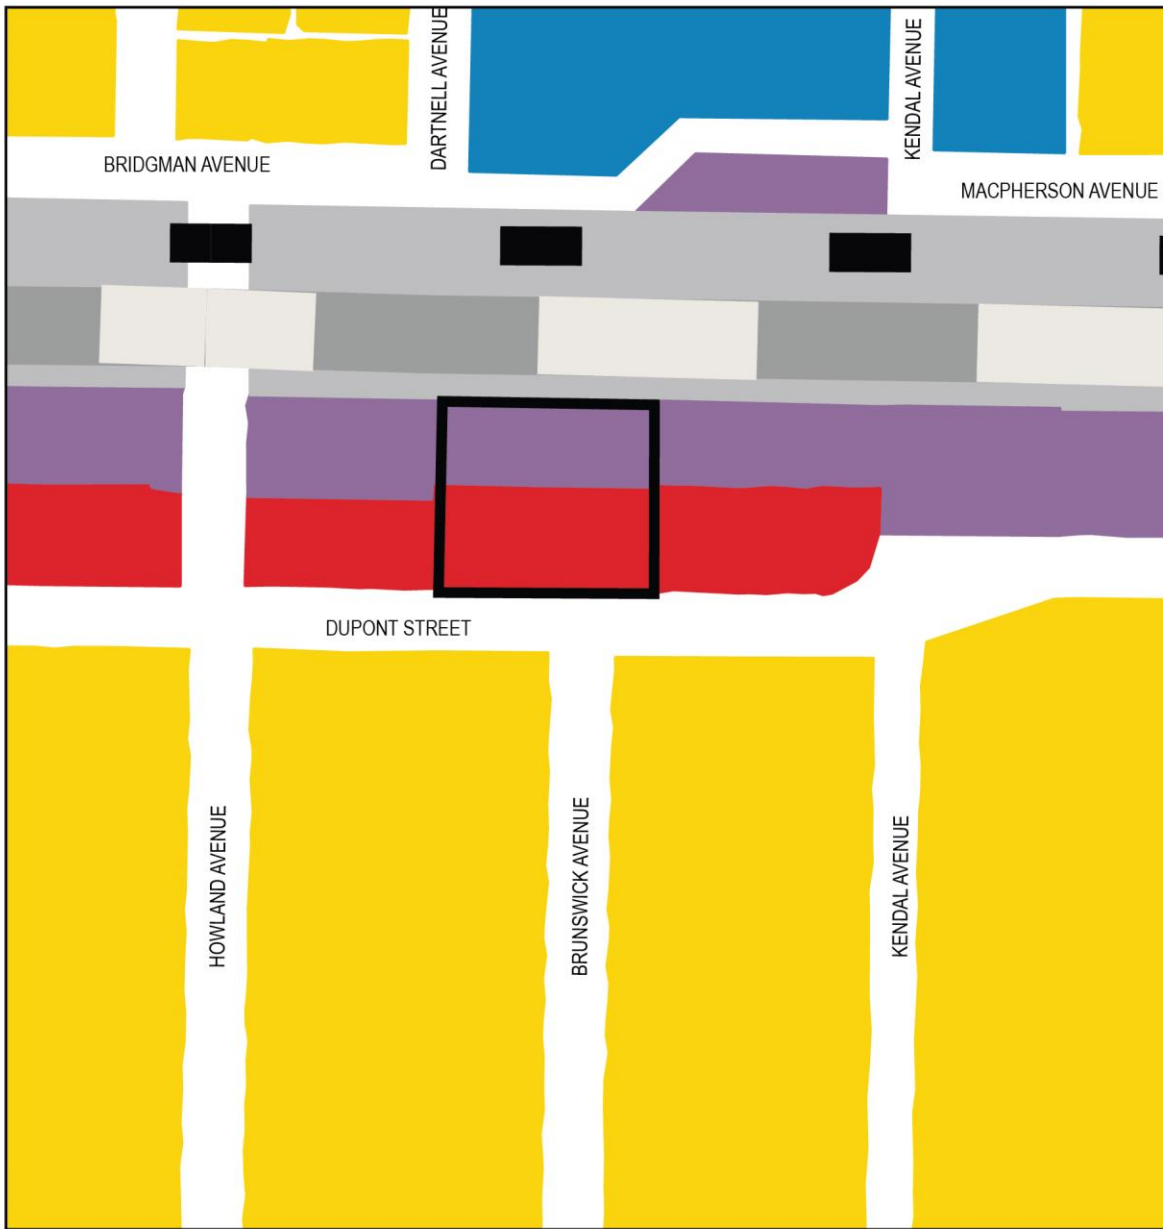 DARTNELL AVENUE
KENDAL AVENUE
BRIDGMAN AVENUE
MACPHERSON AVENUE
DUPONT STREET
HOWLAND AVENUE
BRUNSWICK AVENUE
KENDAL AVENUE